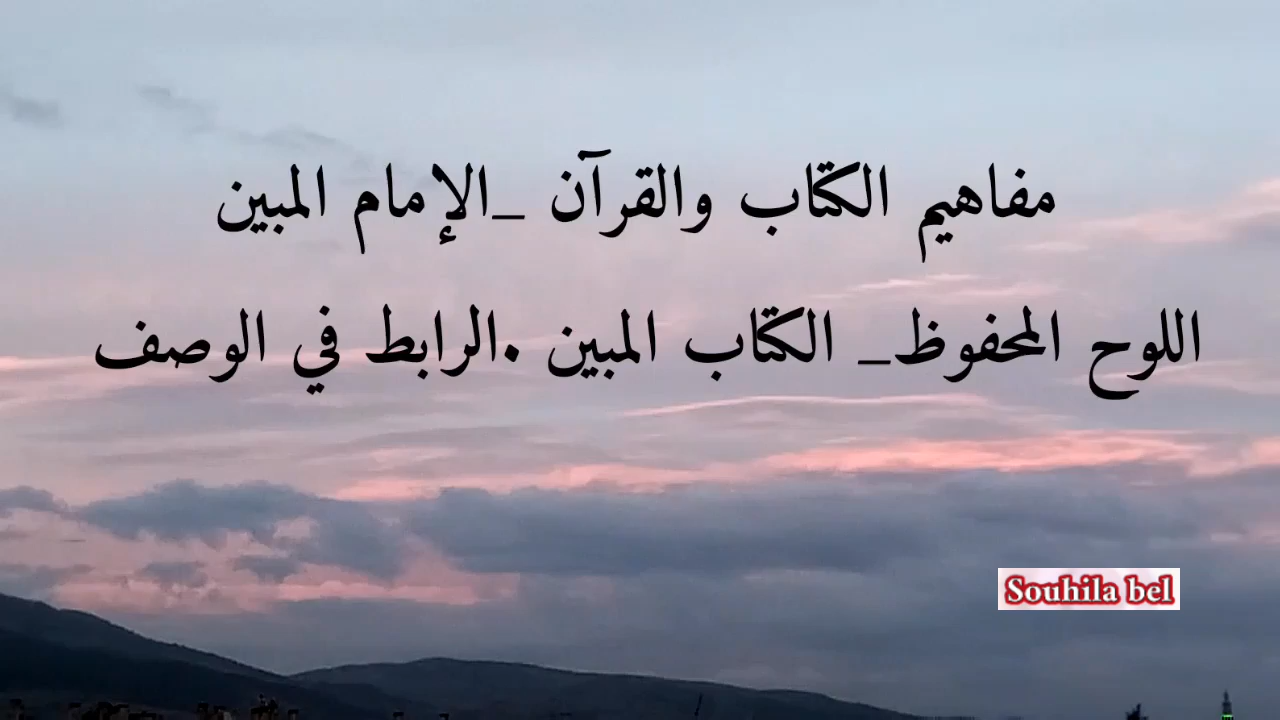 مفاهيم الكتاب والقرآن _الإمام المبين
اللوح المحفوظ_ الكتاب المبين .الرابط في الوصف
Souhila bel